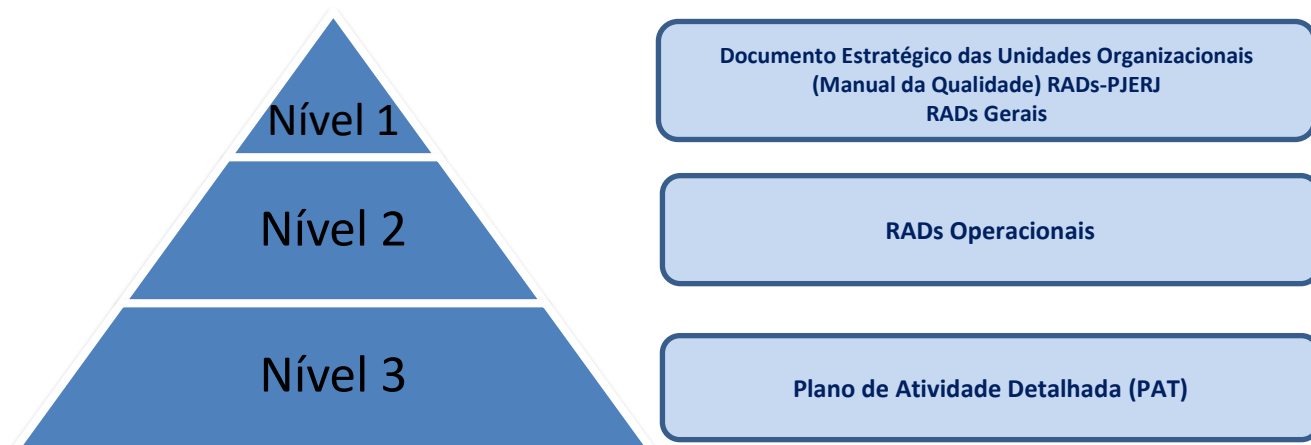 Nível 1
Documento Estratégico das Unidades Organizacionais
(Manual da Qualidade) RADs-PJERJ
RADs Gerais
Nível 2
RADs Operacionais
Nível 3
Plano de Atividade Detalhada (PAT)